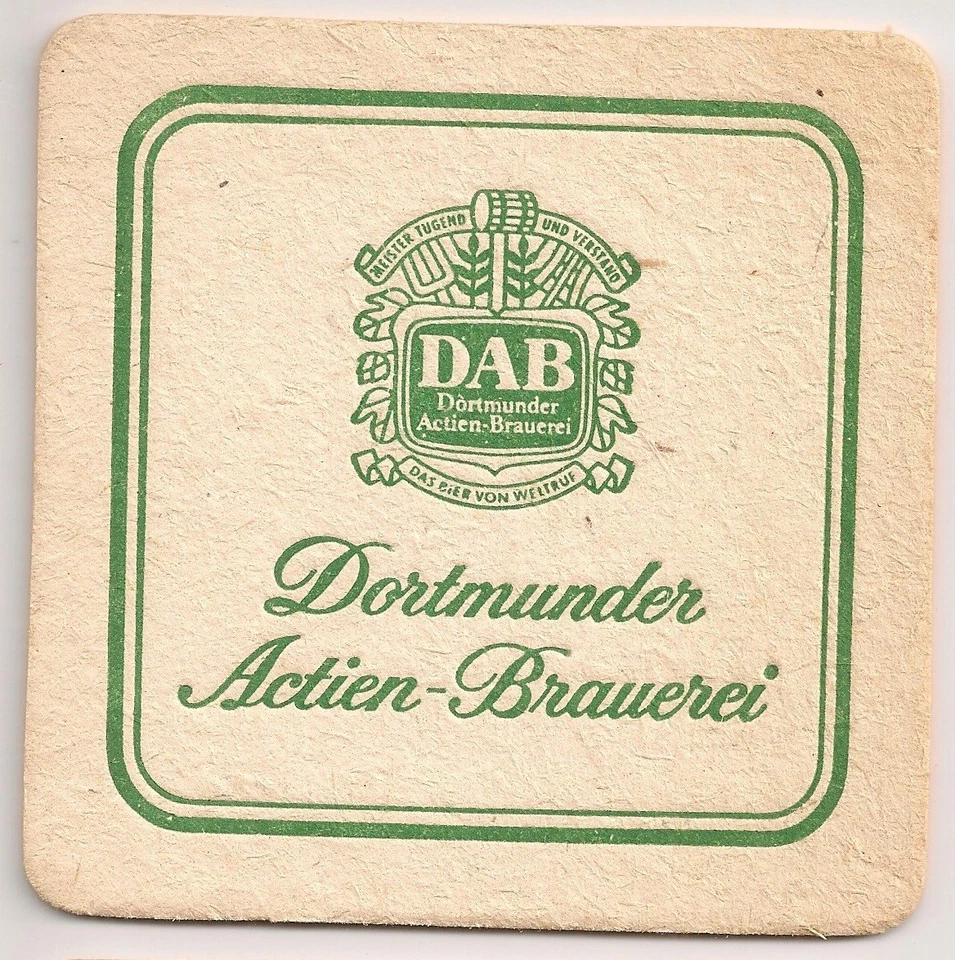 MEISTER TUGEND UND VERSTAND
DAB
Dortmunder
Actien-Brauerei
DAS BIER VON WELTRUF
Dortmunder
Actien-Brauerei